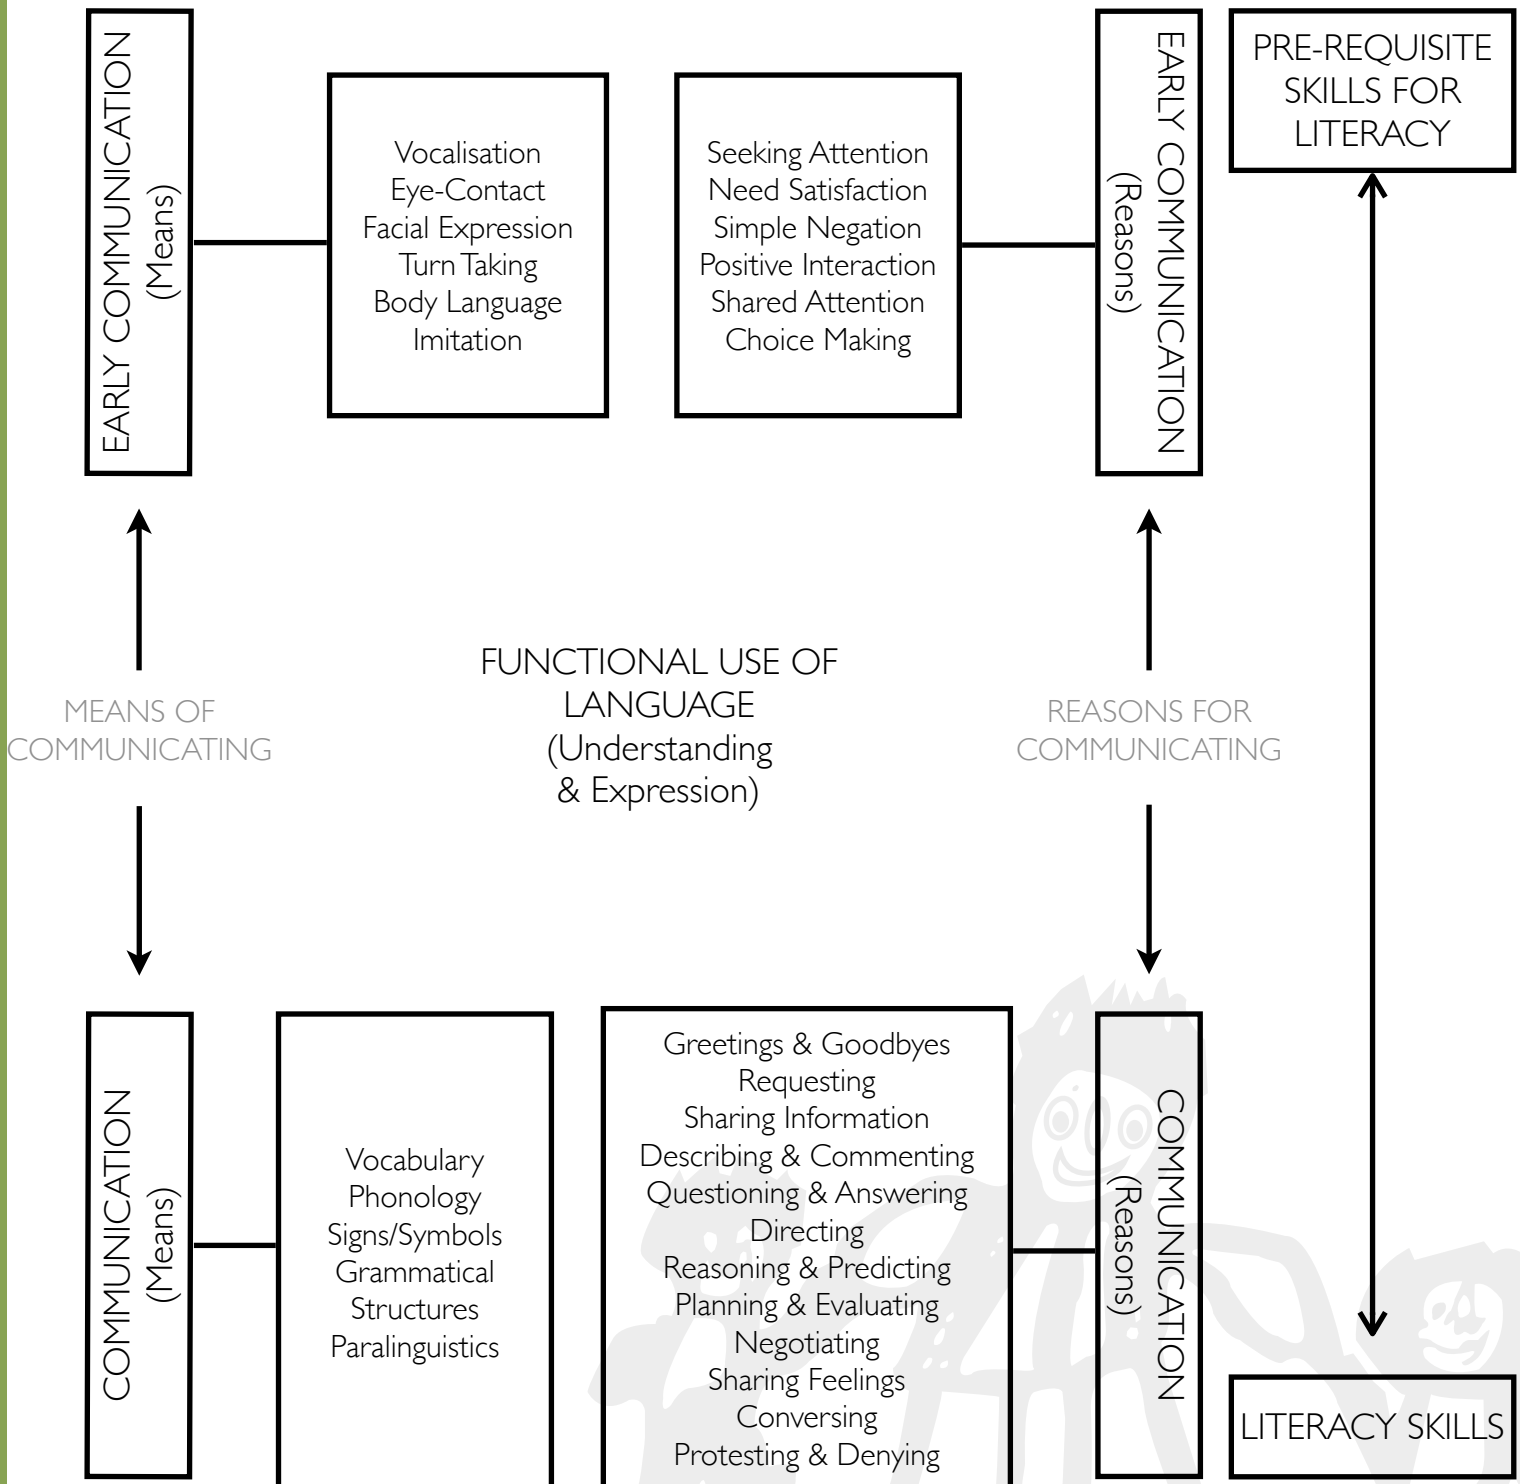 EARLY COMMUNICATION
(Means)
Vocalisation
Eye-Contact
Facial Expression
Turn Taking
Body Language
Imitation
Seeking Attention
Need Satisfaction
Simple Negation
Positive Interaction
Shared Attention
Choice Making
EARLY COMMUNICATION
(Reasons)
PRE-REQUISITE
SKILLS FOR
LITERACY
MEANS OF
COMMUNICATING
FUNCTIONAL USE OF
LANGUAGE
(Understanding
& Expression)
REASONS FOR
COMMUNICATING
COMMUNICATION
(Means)
Vocabulary
Phonology
Signs/Symbols
Grammatical
Structures
Paralinguistics
Greetings & Goodbyes
Requesting
Sharing Information
Describing & Commenting
Questioning & Answering
Directing
Reasoning & Predicting
Planning & Evaluating
Negotiating
Sharing Feelings
Conversing
Protesting & Denying
COMMUNICATION
(Reasons)
LITERACY SKILLS